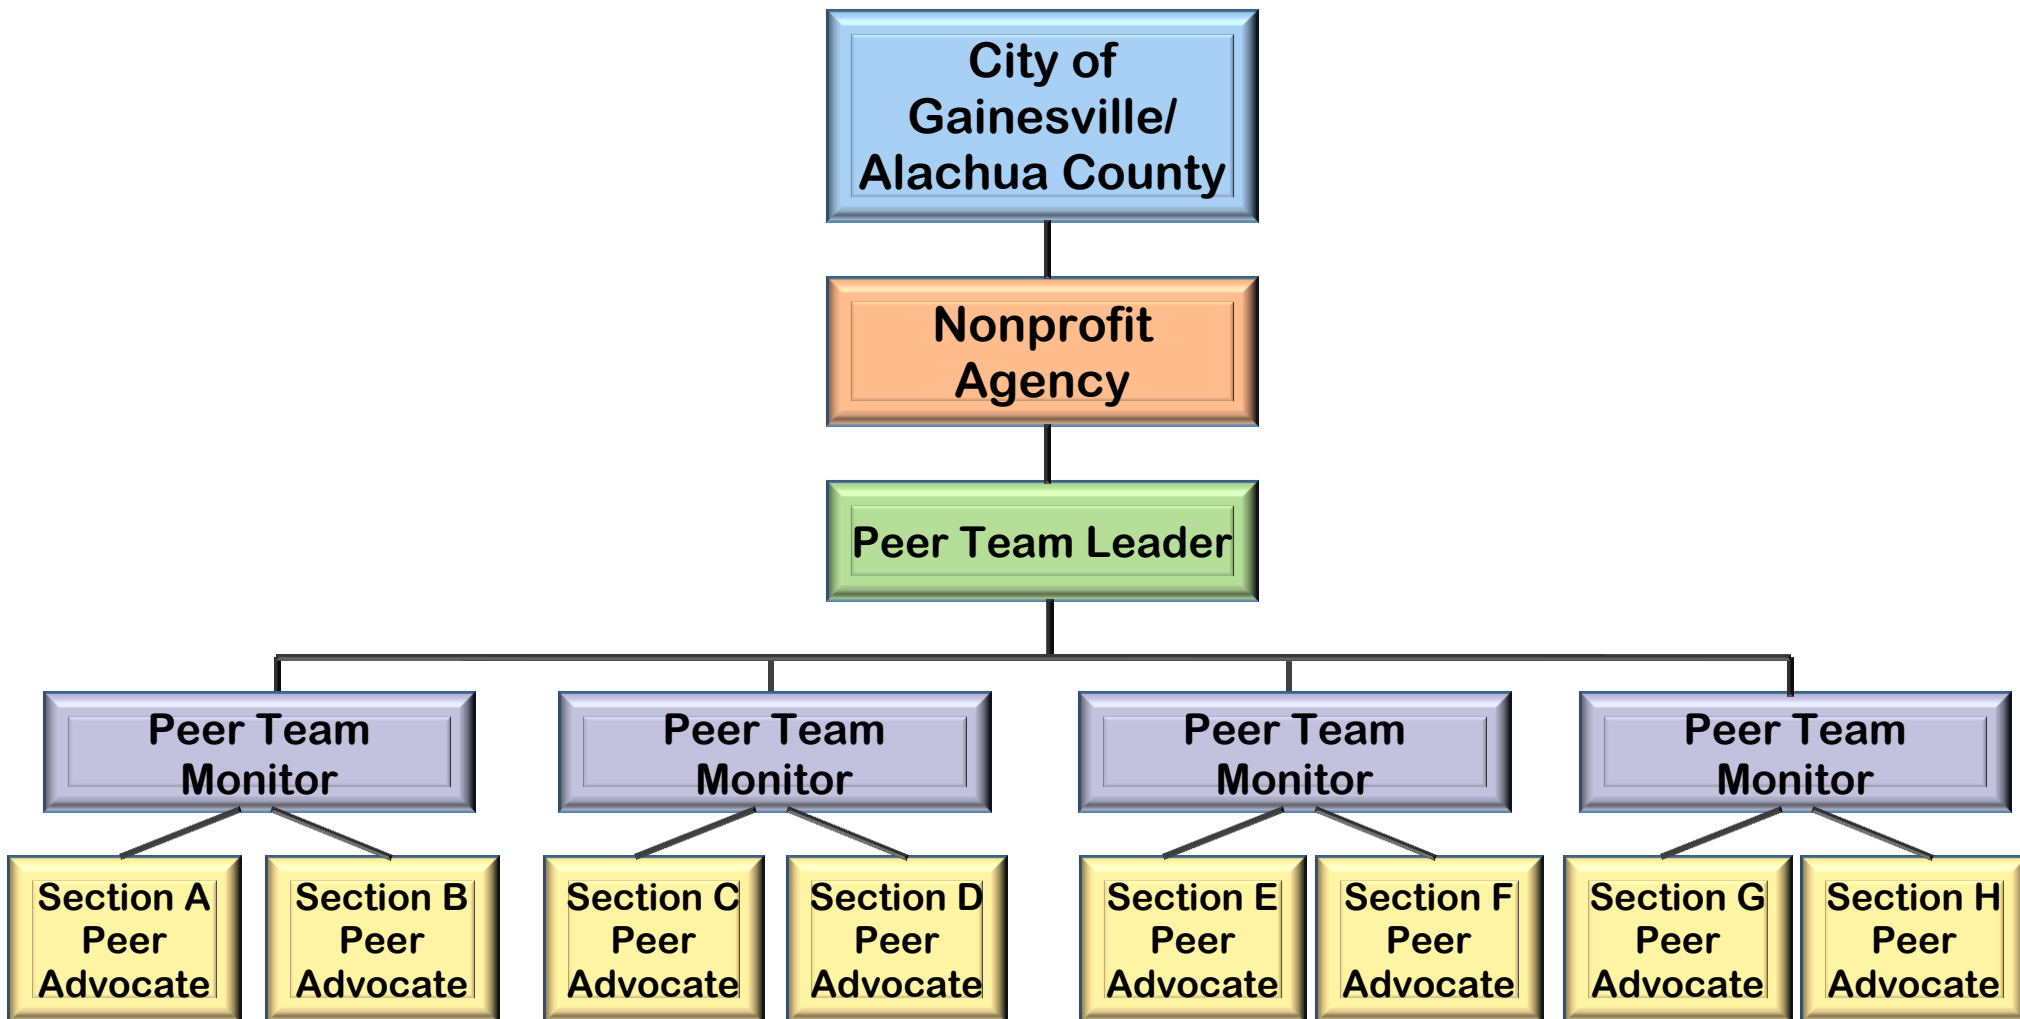 City of
Gainesville/
Alachua County
Nonprofit
Agency
Peer Team Leader
Peer Team
Monitor
Peer Team
Monitor
Peer Team
Monitor
Peer Team
Monitor
Section A
Peer
Advocate
Section B
Peer
Advocate
Section C
Peer
Advocate
Section D
Peer
Advocate
Section E
Peer
Advocate
Section F
Peer
Advocate
Section G
Peer
Advocate
Section H
Peer
Advocate